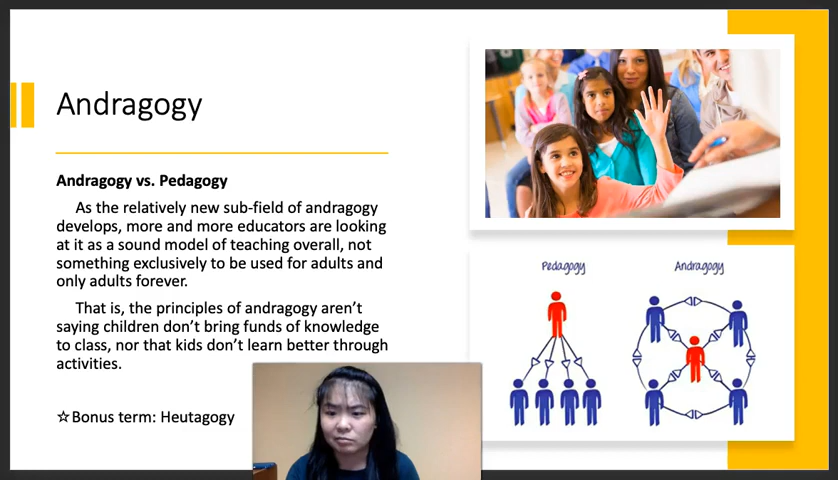 Andragogy
Andragogy vs. Pedagogy
As the relatively new sub-field of andragogy
develops, more and more educators are looking
at it as a sound model of teaching overall, not
something exclusively to be used for adults and
only adults forever.
That is, the principles of andragogy aren’t
saying children don’t bring funds of knowledge
to class, nor that kids don’t learn better through
activities.
☆Bonus term: Heutagogy
Pedagogy
Andragogy